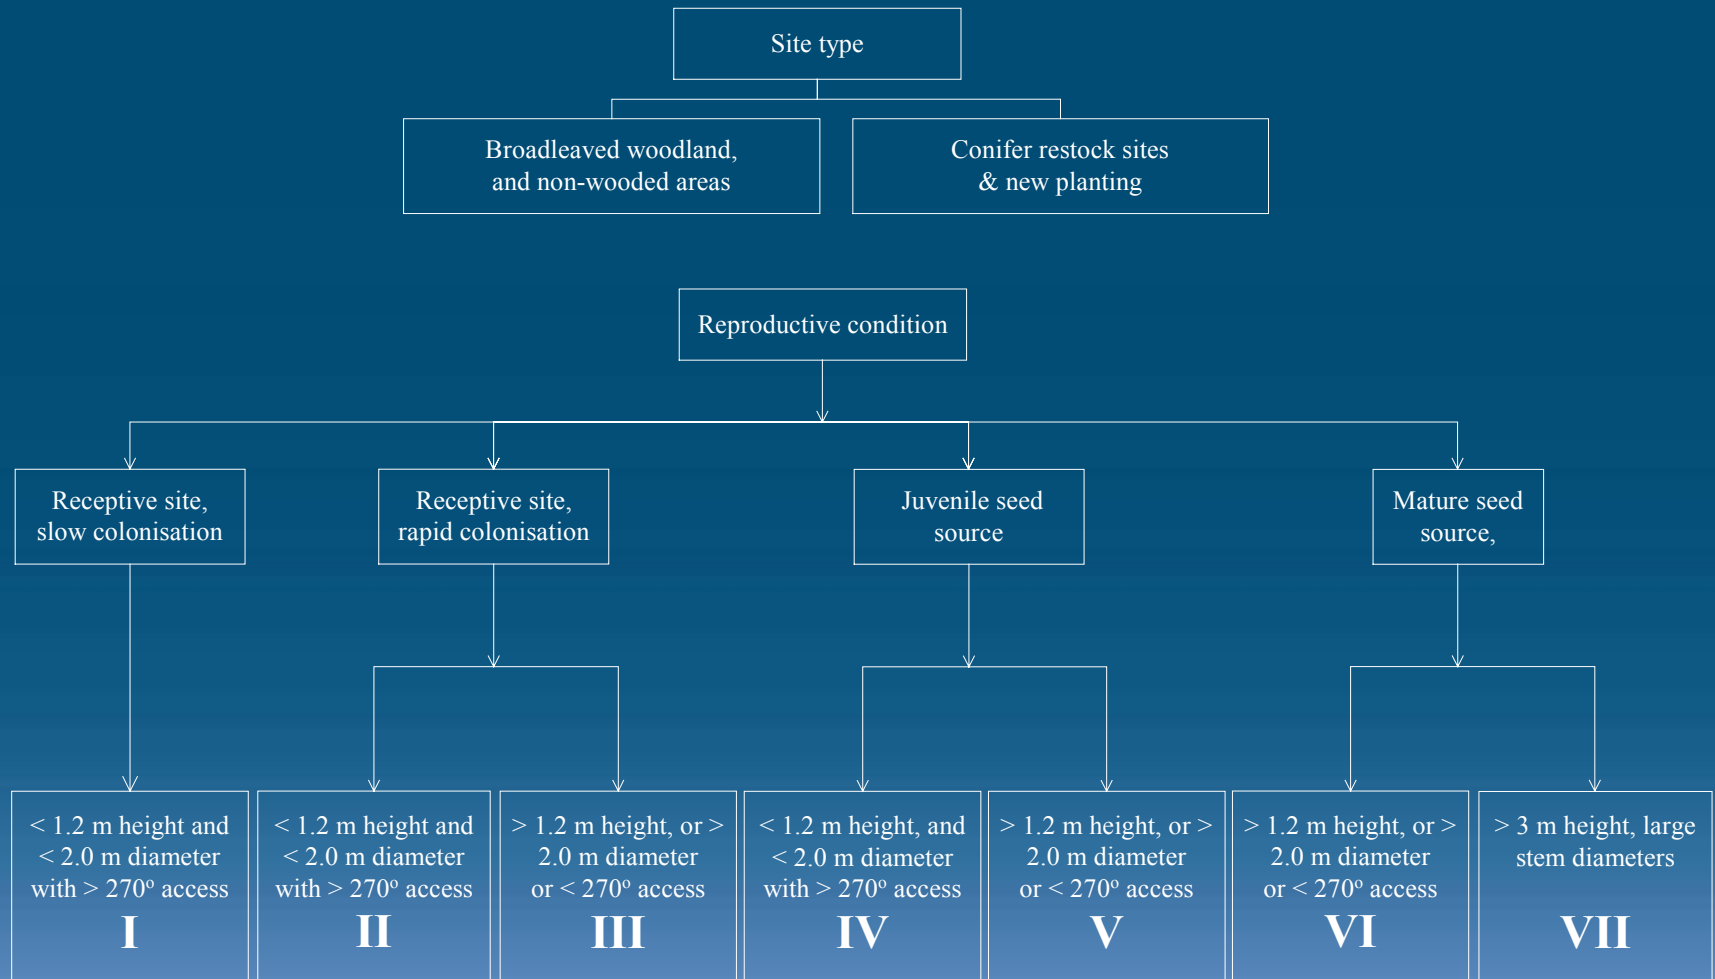 Site type
Broadleaved woodland,
and non-wooded areas
Conifer restock sites
& new planting
Reproductive condition
Receptive site,
slow colonisation
Receptive site,
rapid colonisation
Juvenile seed
source
Mature seed
source,
< 1.2 m height and
< 2.0 m diameter
with > 270º access
I
< 1.2 m height and
< 2.0 m diameter
with > 270º access
II
> 1.2 m height, or >
2.0 m diameter
or < 270º access
III
< 1.2 m height, and
< 2.0 m diameter
with > 270º access
IV
> 1.2 m height, or >
2.0 m diameter
or < 270º access
V
> 1.2 m height, or >
2.0 m diameter
or < 270º access
VI
> 3 m height, large
stem diameters
VII